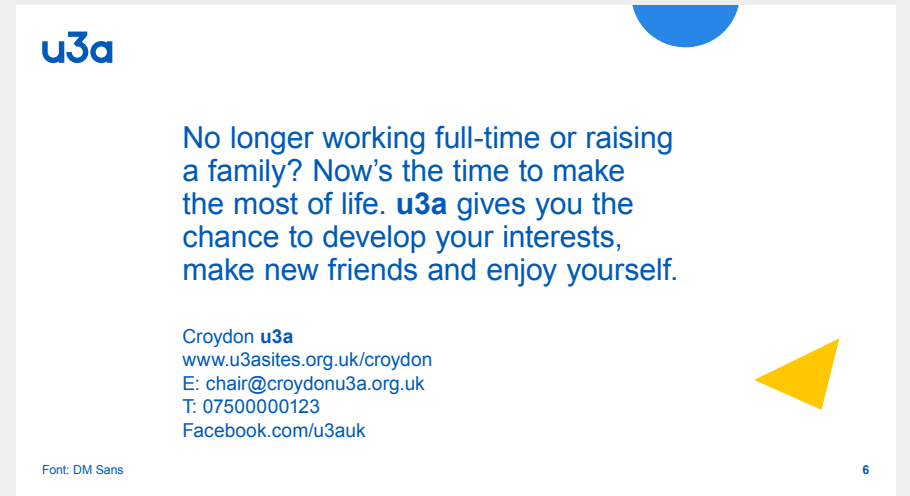 u3a
No longer working full-time or raising
a family? Now’s the time to make
the most of life. u3a gives you the
chance to develop your interests,
make new friends and enjoy yourself.
Croydon u3a
www.u3asites.org.uk/croydon
E: chair@croydonu3a.org.uk
T: 07500000123
Facebook.com/u3auk
Font: DM Sans
6